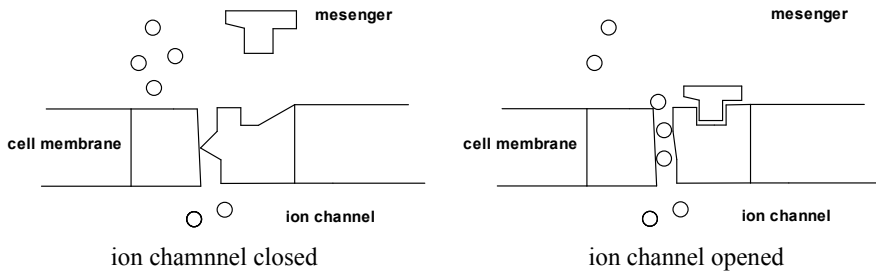 mesenger
cell membrane
ion channel
ion chamnnel closed
mesenger
cell membrane
ion channel
ion channel opened